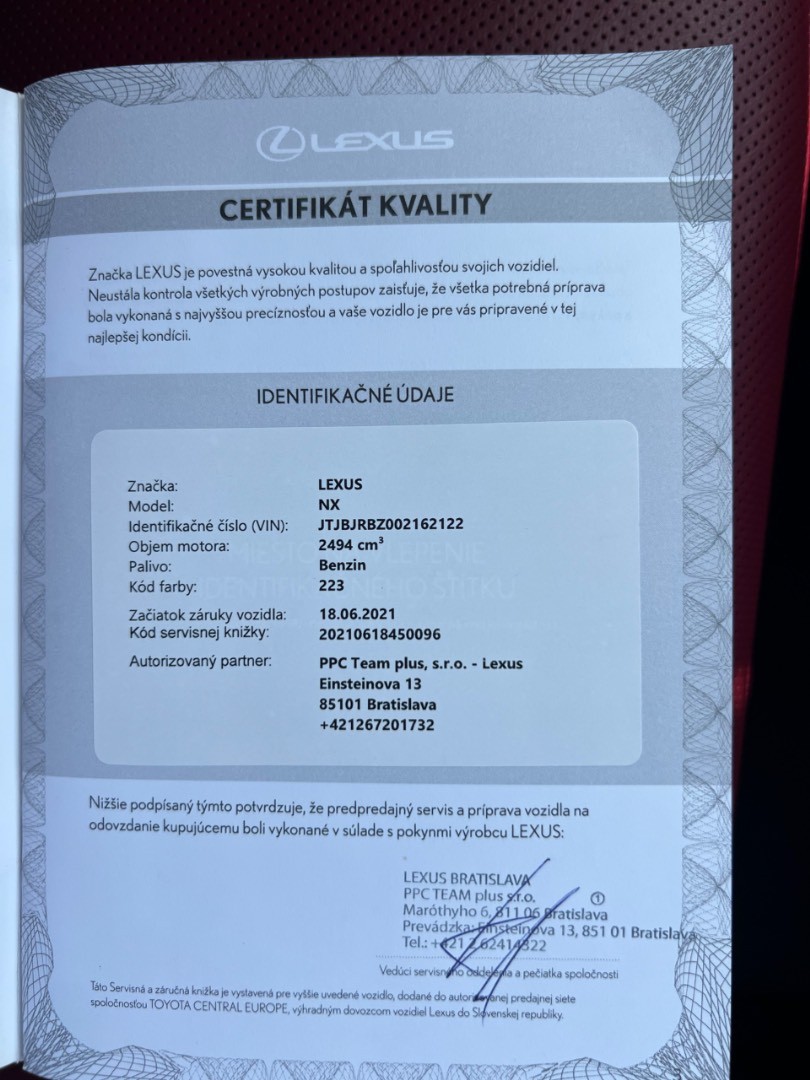 LEXUS
CERTIFIKÁT KVALITY
Značka LEXUS je povestná vysokou kvalitou a spoľahlivosťou svojich vozidiel.
Neustála kontrola všetkých výrobných postupov zaisťuje, že všetka potrebná príprava
bola vykonaná s najvyššou precíznosťou a vaše vozidlo je pre vás pripravené v tej
najlepšej kondícii.
IDENTIFIKAČNÉ ÚDAJE
Značka: LEXUS
Model: NX
Identifikačné číslo (VIN): JTJBJRBZ002162122
Objem motora: 2494 cm³
Palivo: Benzin
Kód farby: 223
Začiatok záruky vozidla: 18.06.2021
Kód servisnej knižky: 20210618450096
Autorizovaný partner: PPC Team plus, s.r.o. - Lexus
Einsteinova 13
85101 Bratislava
+421267201732
Nižšie podpísaný týmto potvrdzuje, že predpredajný servis a príprava vozidla na
odovzdanie kupujúcemu boli vykonané v súlade s pokynmi výrobcu LEXUS:
LEXUS BRATISLAVA
PPC TEAM plus s.r.o. ①
Maróthyho 6, 811 06 Bratislava
Prevádzka: Einsteinova 13, 851 01 Bratislava
Tel.: +421 2 62414322
Vedúci servisného oddelenia a pečiatka spoločnosti
Táto Servisná a záručná knižka je vystavená pre vyššie uvedené vozidlo, dodané do autorizovanej predajnej siete
spoločnosťou TOYOTA CENTRAL EUROPE, výhradným dovozcom vozidiel Lexus do Slovenskej republiky.